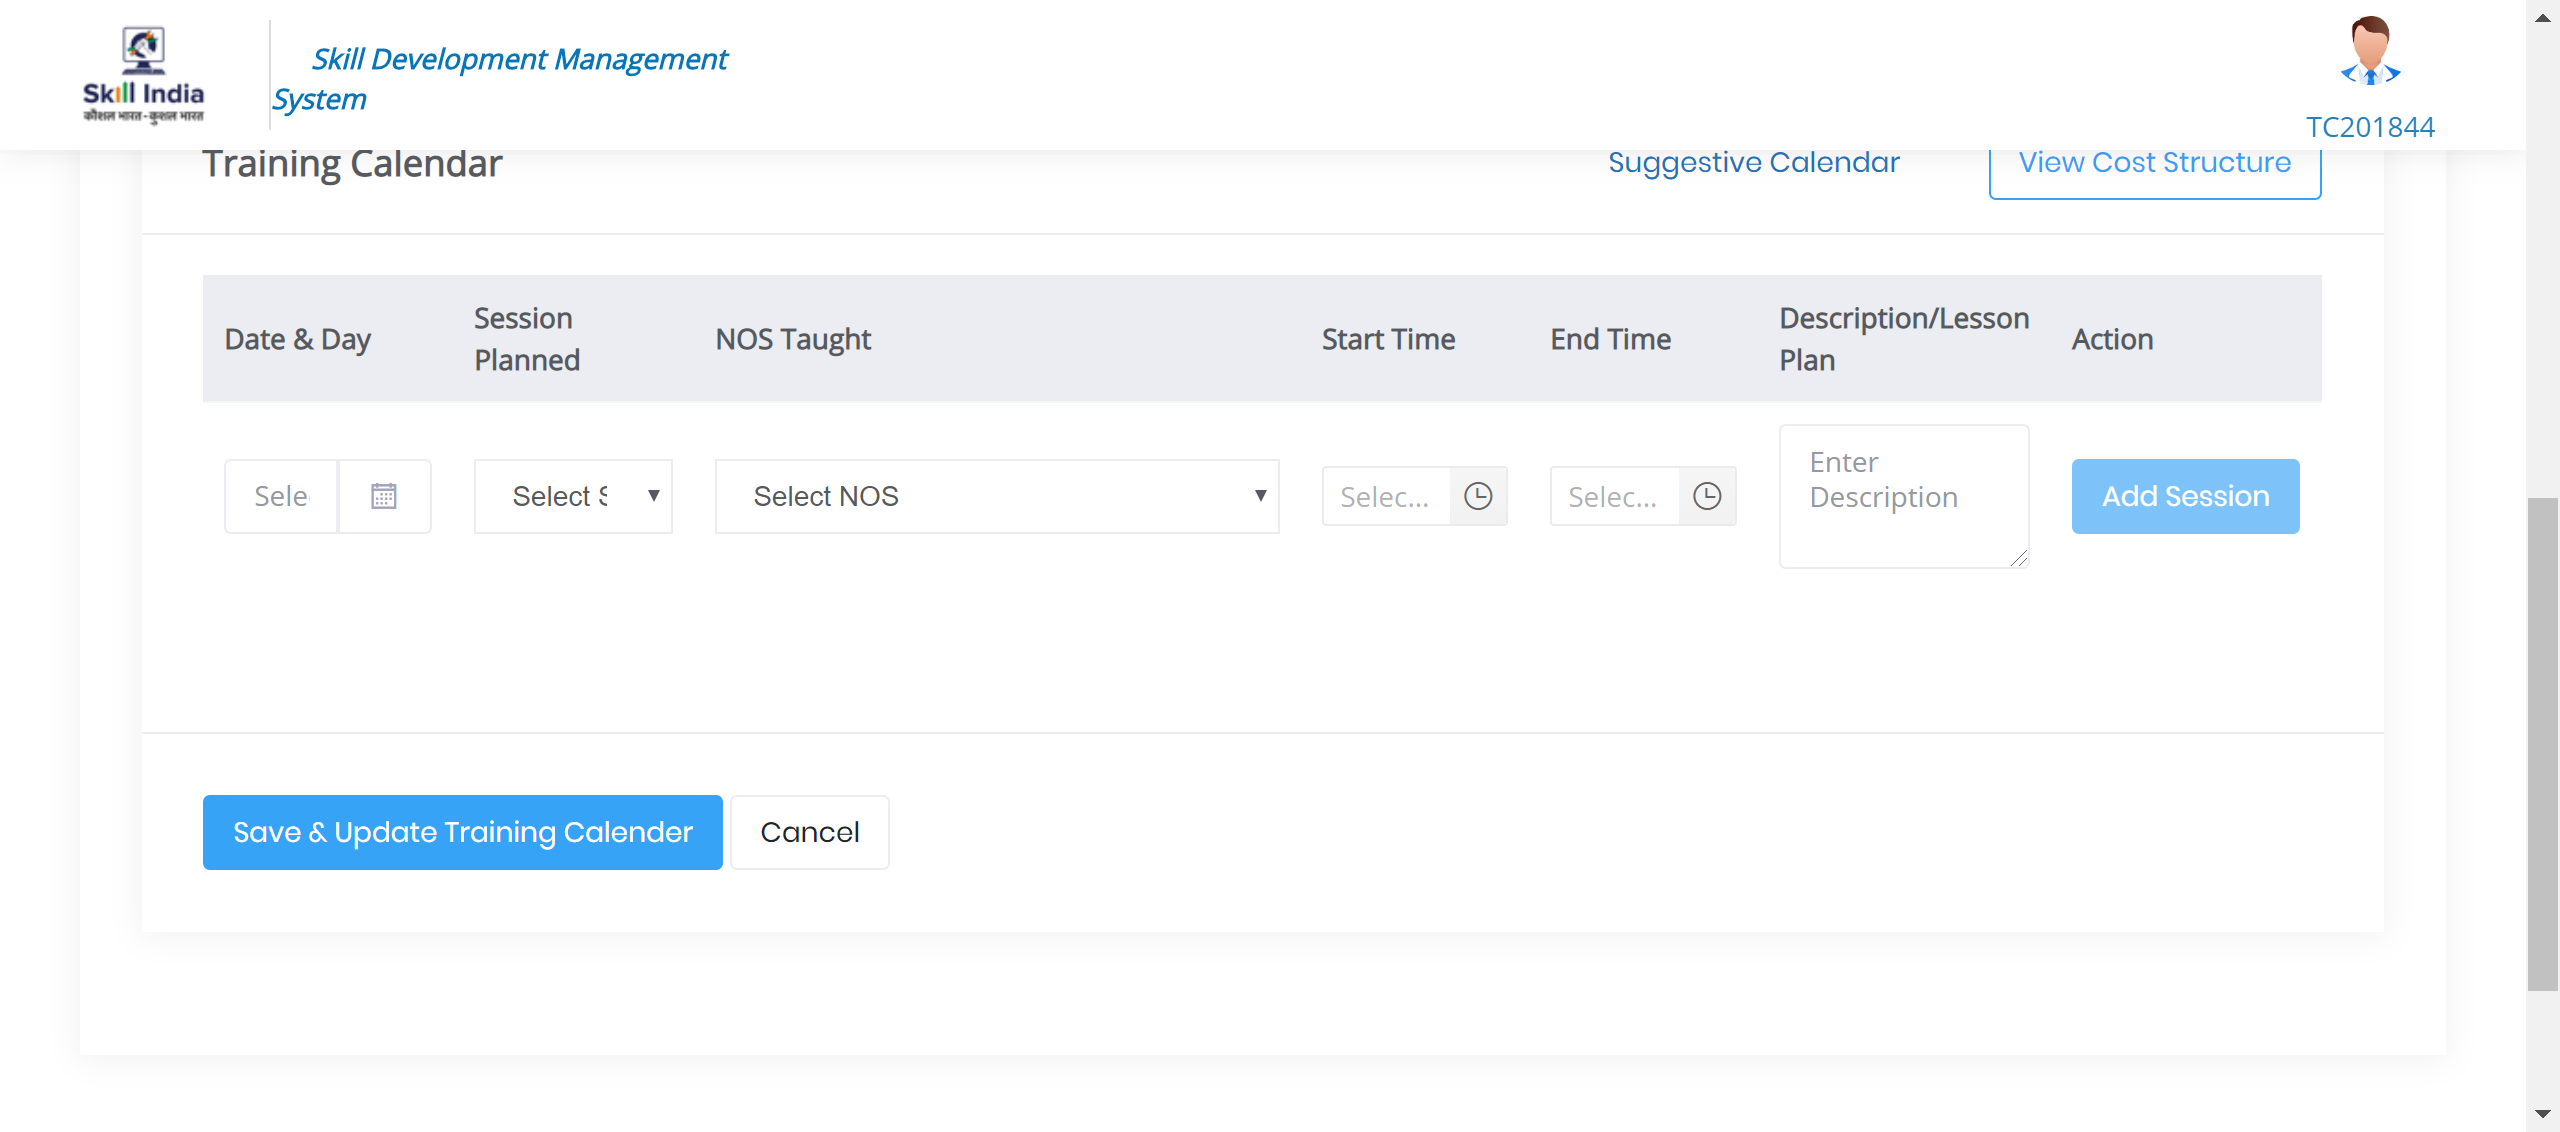 Skill India
कौशल भारत - कुशल भारत
Skill Development Management
System
TC201844
Training Calendar
Suggestive Calendar
View Cost Structure
Date & Day
Session
Planned
NOS Taught
Start Time
End Time
Description/Lesson
Plan
Action
Sele
Select S
Select NOS
Selec...
Selec...
Enter
Description
Add Session
Save & Update Training Calender
Cancel